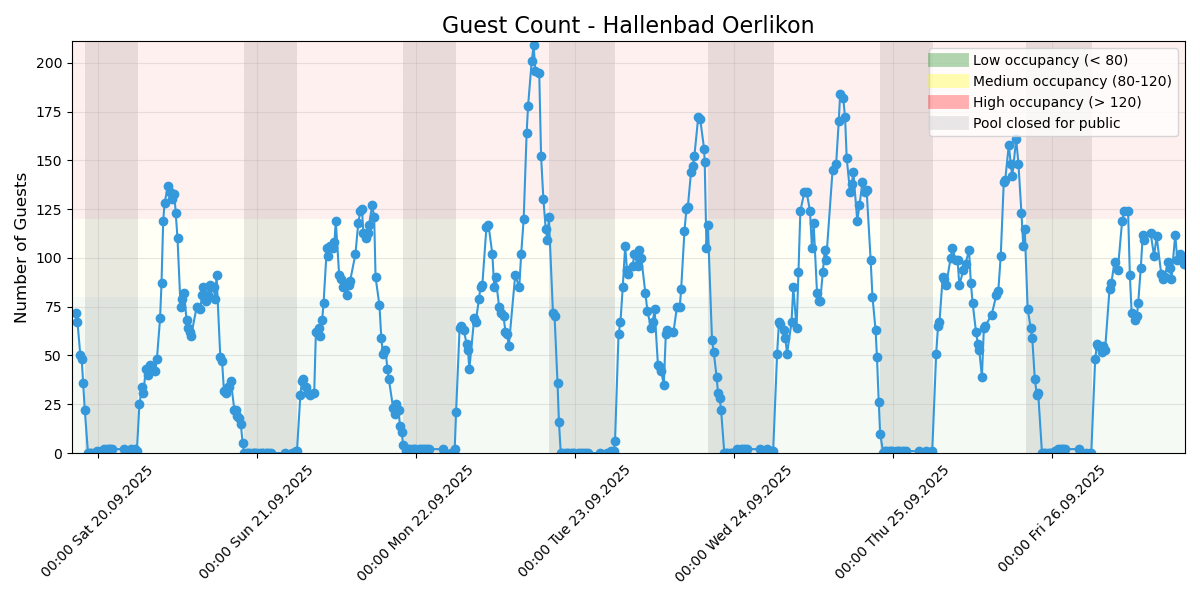 Guest Count - Hallenbad Oerlikon
Low occupancy (< 80)
Medium occupancy (80-120)
High occupancy (> 120)
Pool closed for public
Number of Guests
200
175
150
125
100
75
50
25
0
00:00 Sat 20.09.2025
00:00 Sun 21.09.2025
00:00 Mon 22.09.2025
00:00 Tue 23.09.2025
00:00 Wed 24.09.2025
00:00 Thu 25.09.2025
00:00 Fri 26.09.2025